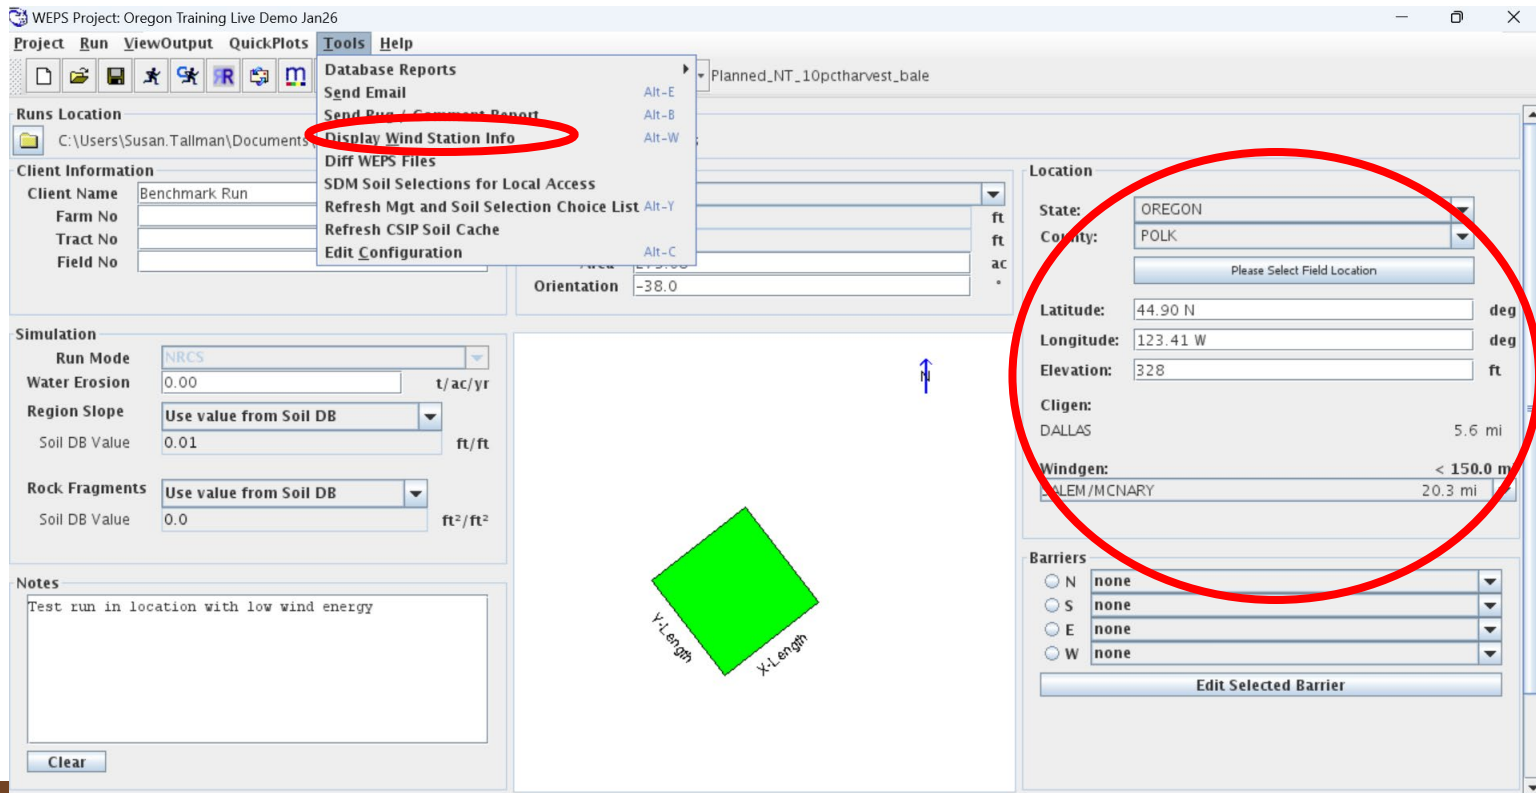 WEPS Project: Oregon Training Live Demo Jan26
Project Run ViewOutput QuickPlots Tools Help
Planned_NT_10pctharvest_bale
Database Reports
Send Email Alt-E
Send Bug / Comment Report Alt-B
Display Wind Station Info Alt-W
Diff WEPS Files
SDM Soil Selections for Local Access
Refresh Mgt and Soil Selection Choice List Alt-Y
Refresh CSIP Soil Cache
Edit Configuration Alt-C
Runs Location
C:\Users\Susan.Tallman\Documents
Client Information
Client Name Benchmark Run
Farm No
Tract No
Field No
ft
ft
ac
Orientation -38.0 °
Location
State: OREGON
County: POLK
Please Select Field Location
Latitude: 44.90 N deg
Longitude: 123.41 W deg
Elevation: 328 ft
Cligen:
DALLAS 5.6 mi
Windgen: < 150.0 m
SALEM/MCNARY 20.3 mi
Simulation
Run Mode NRCS
Water Erosion 0.00 t/ac/yr
Region Slope Use value from Soil DB
Soil DB Value 0.01 ft/ft
Rock Fragments Use value from Soil DB
Soil DB Value 0.0 ft²/ft²
Notes
Test run in location with low wind energy
Clear
N
Y-Length
X-Length
Barriers
N none
S none
E none
W none
Edit Selected Barrier